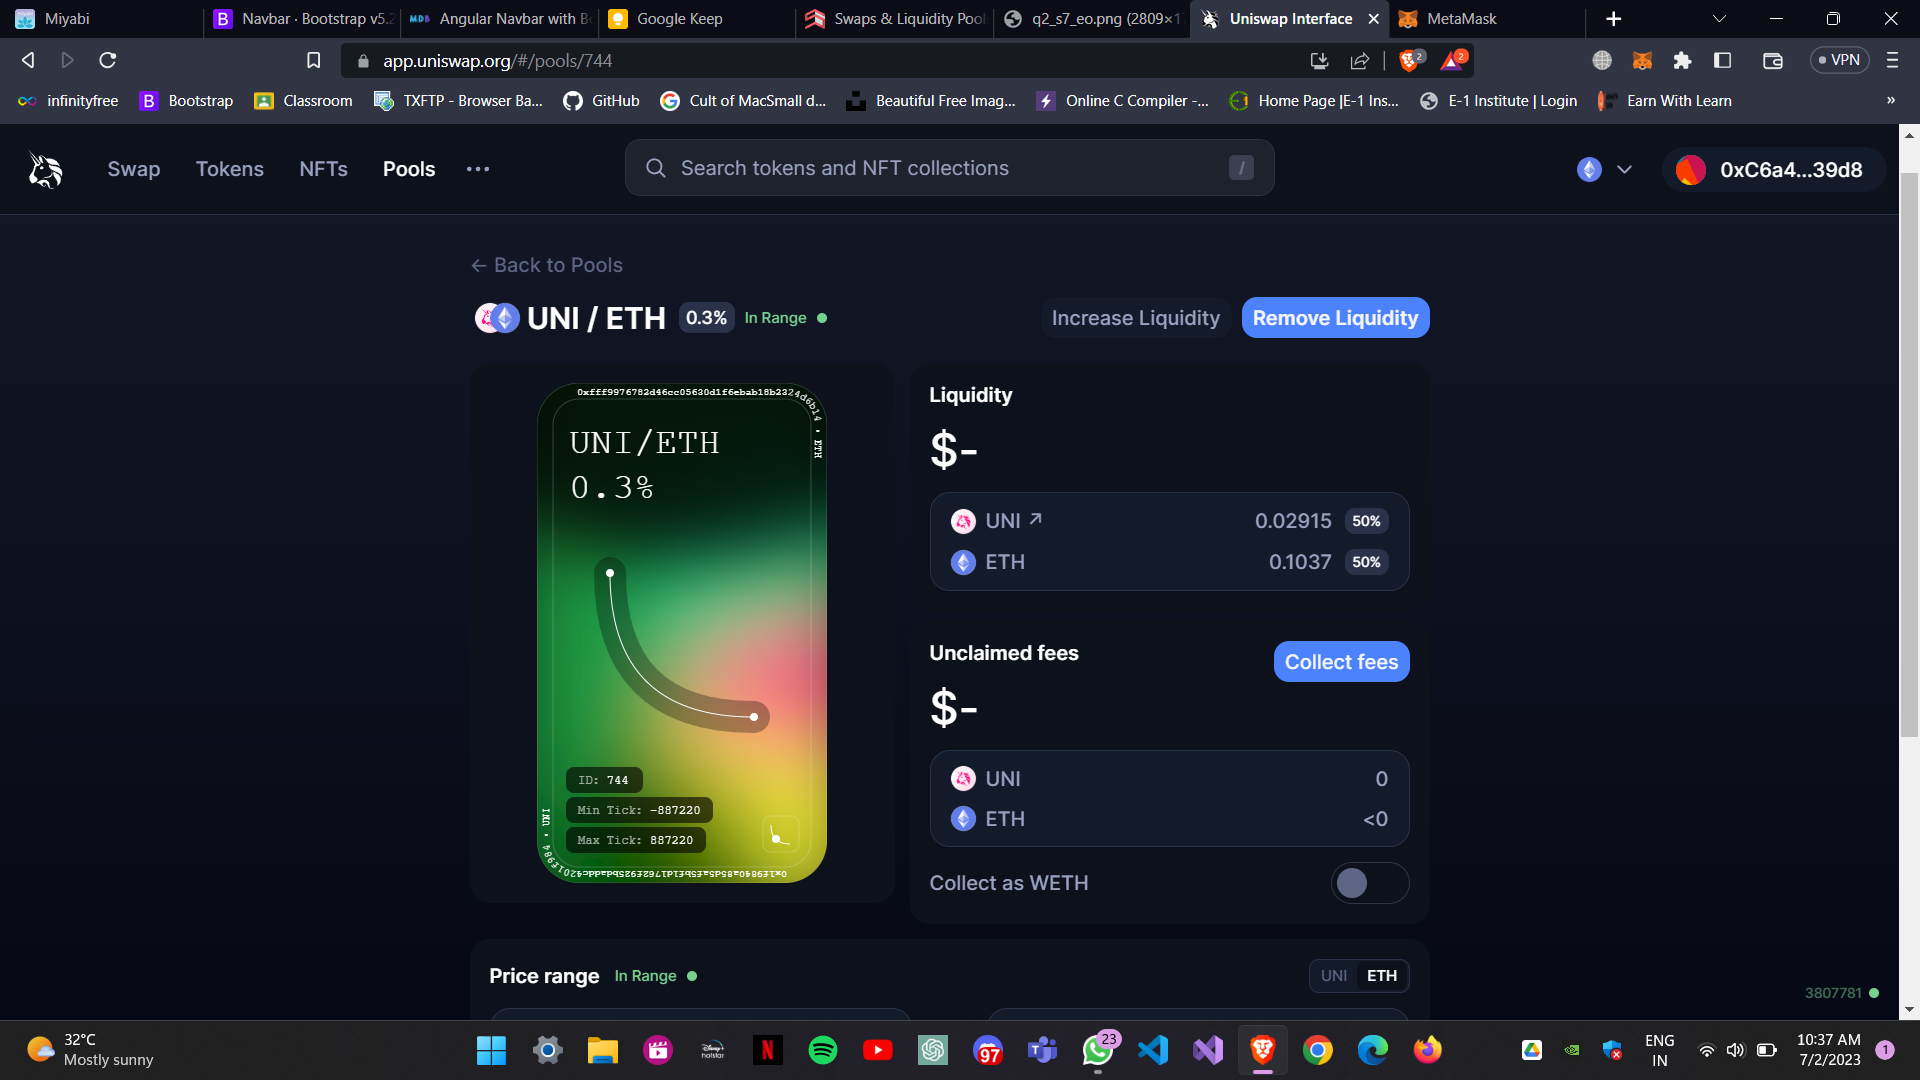 Miyabi
Navbar · Bootstrap v5.2
Angular Navbar with Bo
Google Keep
Swaps & Liquidity Pool
q2_s7_eo.png (2809×1
Uniswap Interface
MetaMask
app.uniswap.org/#/pools/744
2
2
VPN
infinityfree
Bootstrap
Classroom
TXFTP - Browser Ba...
GitHub
Cult of MacSmall d...
Beautiful Free Imag...
Online C Compiler -...
Home Page |E-1 Ins...
E-1 Institute | Login
Earn With Learn
»
Swap
Tokens
NFTs
Pools
Search tokens and NFT collections
/
0xC6a4...39d8
← Back to Pools
UNI / ETH
0.3%
In Range
Increase Liquidity
Remove Liquidity
0xfff9976782d46cc05630d1f6ebab18b2324d6b14 • ETH
UNI/ETH
0.3%
ID: 744
Min Tick: -887220
Max Tick: 887220
0x1f9840a85d5af5bf1d1762f925bdaddc4201f984 • UNI
Liquidity
$-
UNI ↗
0.02915
50%
ETH
0.1037
50%
Unclaimed fees
Collect fees
$-
UNI
0
ETH
<0
Collect as WETH
Price range
In Range
UNI
ETH
3807781
32°C
Mostly sunny
97
23
ENG
IN
10:37 AM
7/2/2023
1